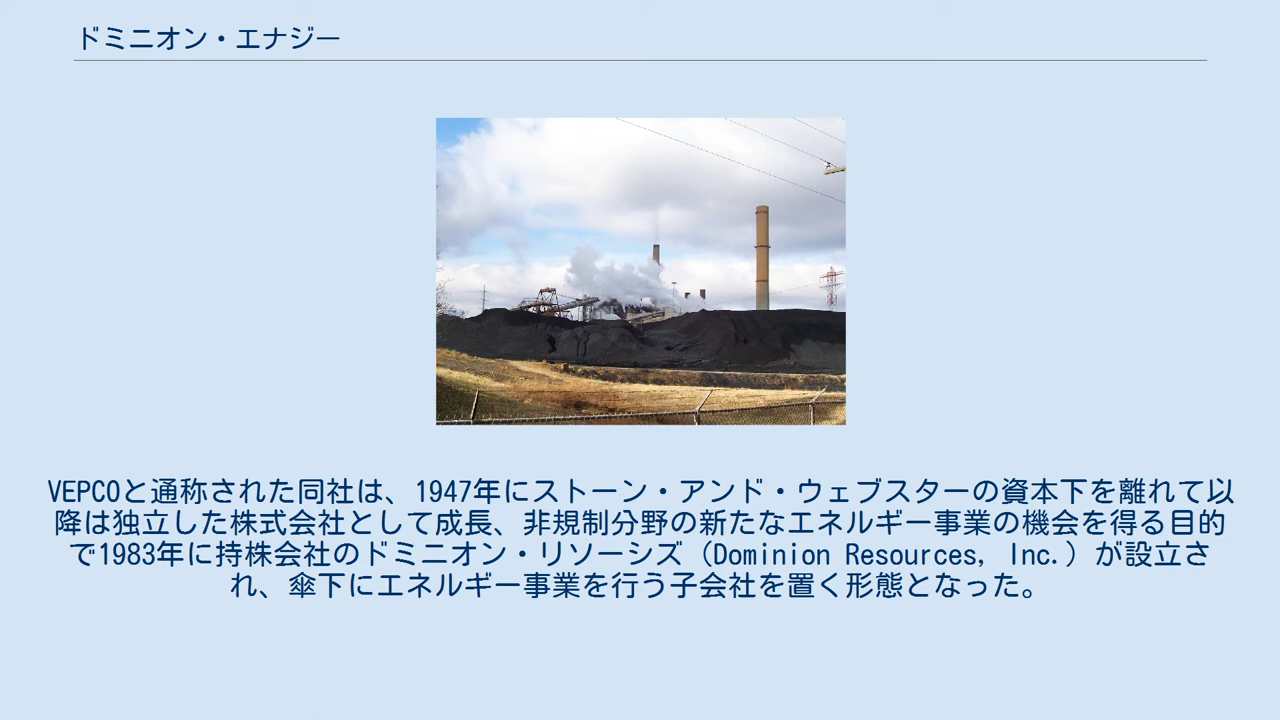 ドミニオン・エナジー
VEPCOと通称された同社は、1947年にストーン・アンド・ウェブスターの資本下を離れて以
降は独立した株式会社として成長、非規制分野の新たなエネルギー事業の機会を得る目的
で1983年に持株会社のドミニオン・リソーシズ（Dominion Resources, Inc.）が設立さ
れ、傘下にエネルギー事業を行う子会社を置く形態となった。